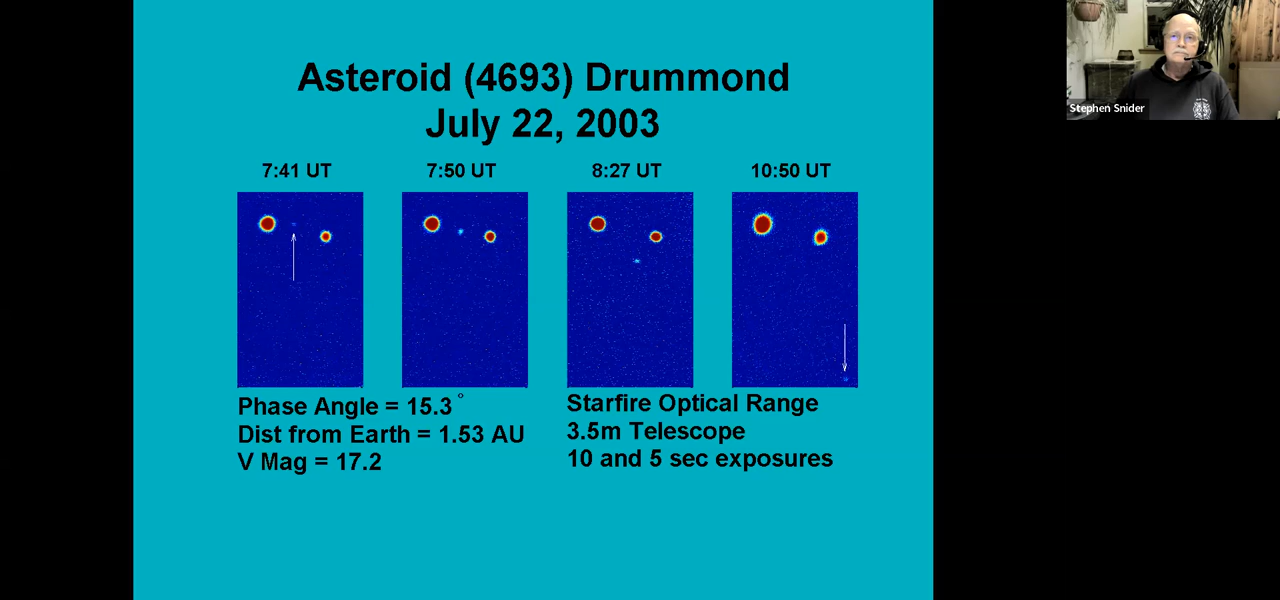 Asteroid (4693) Drummond
July 22, 2003
7:41 UT
7:50 UT
8:27 UT
10:50 UT
Phase Angle = 15.3°
Dist from Earth = 1.53 AU
V Mag = 17.2
Starfire Optical Range
3.5m Telescope
10 and 5 sec exposures
Stephen Snider